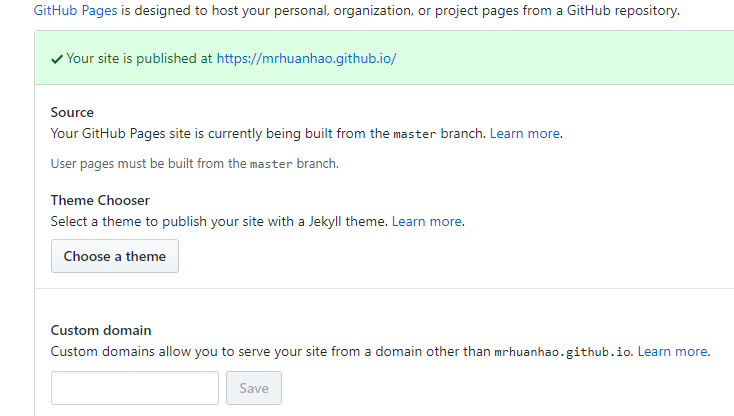 GitHub Pages is designed to host your personal, organization, or project pages from a GitHub repository.
Your site is published at https://mrhuanhao.github.io/
Source
Your GitHub Pages site is currently being built from the master branch. Learn more.
User pages must be built from the master branch.
Theme Chooser
Select a theme to publish your site with a Jekyll theme. Learn more.
Choose a theme
Custom domain
Custom domains allow you to serve your site from a domain other than mrhuanhao.github.io. Learn more.
Save